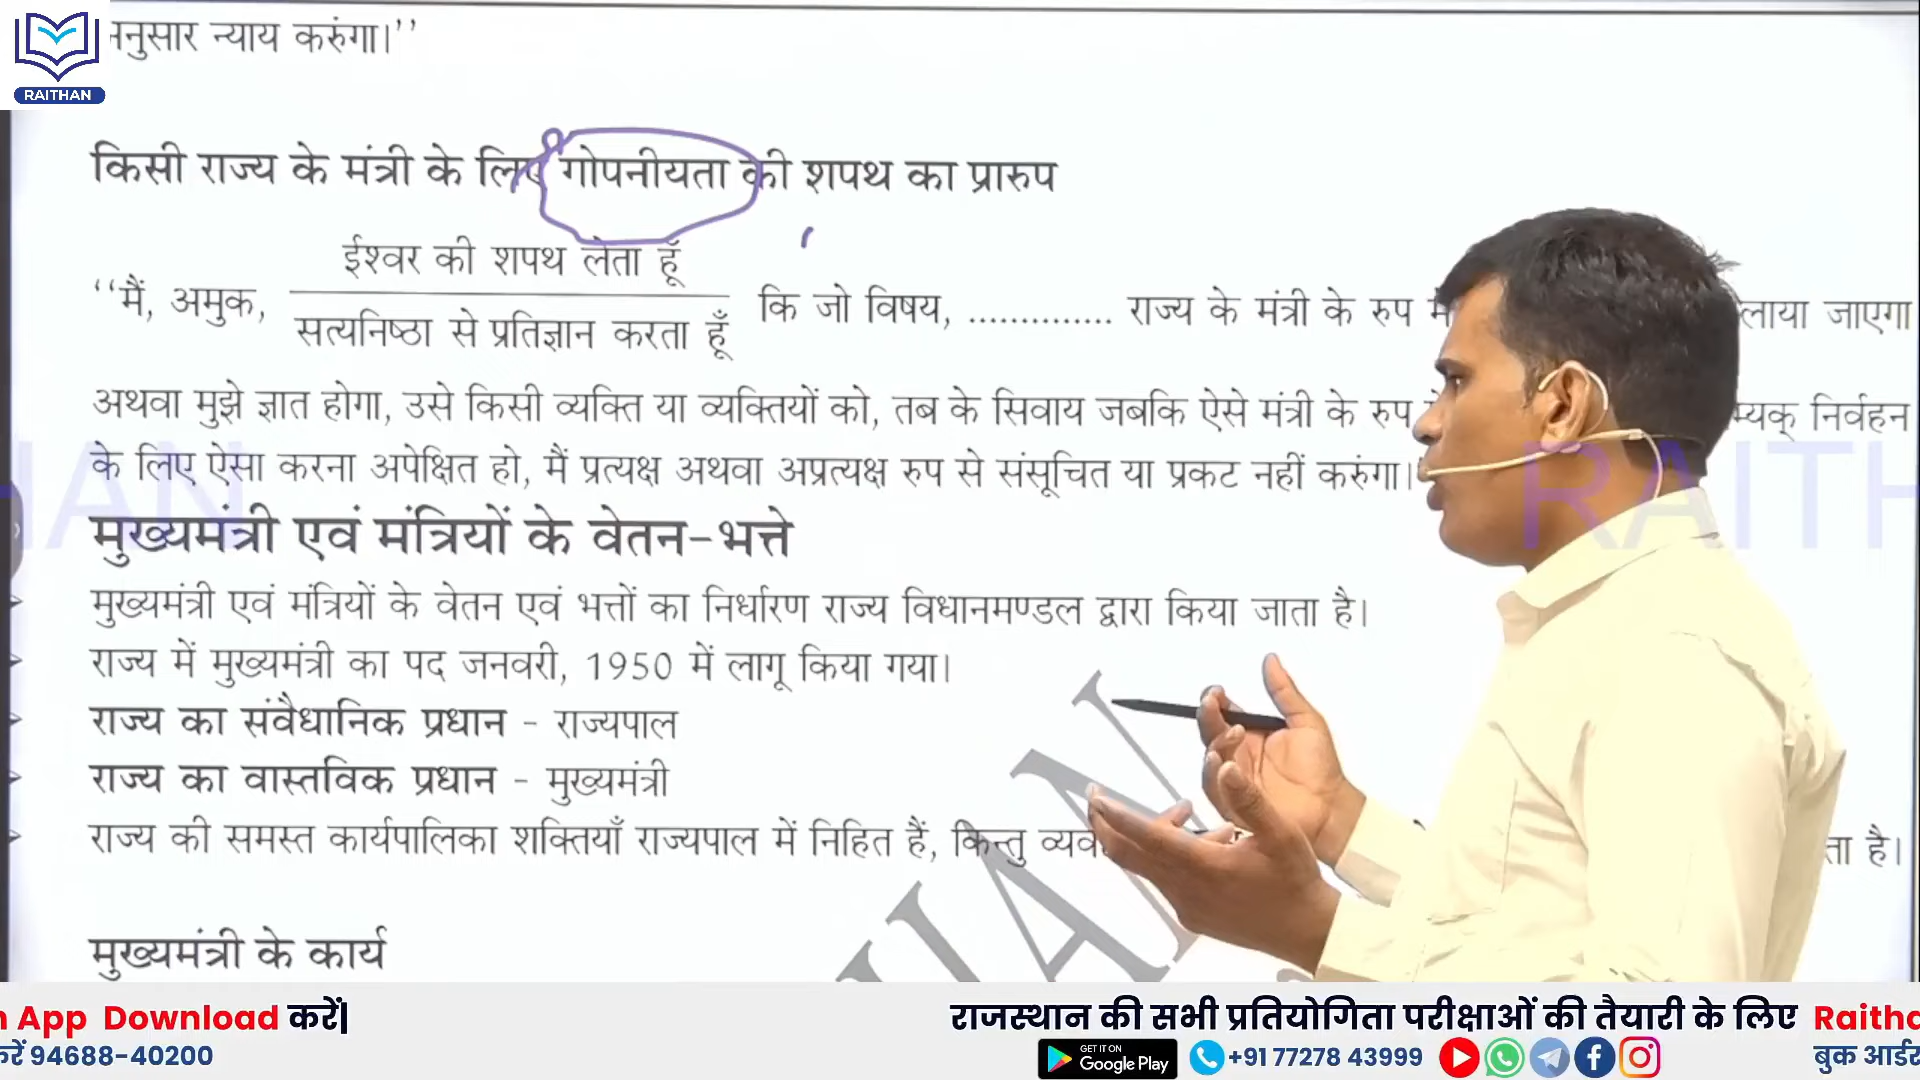 RAITHAN
नुसार न्याय करुंगा।’’
किसी राज्य के मंत्री के लिए गोपनीयता की शपथ का प्रारुप
ईश्वर की शपथ लेता हूँ
‘‘मैं, अमुक,
सत्यनिष्ठा से प्रतिज्ञान करता हूँ
कि जो विषय, .............. राज्य के मंत्री के रुप में लाया जाएगा
अथवा मुझे ज्ञात होगा, उसे किसी व्यक्ति या व्यक्तियों को, तब के सिवाय जबकि ऐसे मंत्री के रुप म्यक् निर्वहन
के लिए ऐसा करना अपेक्षित हो, मैं प्रत्यक्ष अथवा अप्रत्यक्ष रुप से संसूचित या प्रकट नहीं करुंगा।
मुख्यमंत्री एवं मंत्रियों के वेतन–भत्ते
मुख्यमंत्री एवं मंत्रियों के वेतन एवं भत्तों का निर्धारण राज्य विधानमण्डल द्वारा किया जाता है।
राज्य में मुख्यमंत्री का पद जनवरी, 1950 में लागू किया गया।
राज्य का संवैधानिक प्रधान – राज्यपाल
राज्य का वास्तविक प्रधान – मुख्यमंत्री
राज्य की समस्त कार्यपालिका शक्तियाँ राज्यपाल में निहित हैं, किन्तु व्यव ता है।
मुख्यमंत्री के कार्य
App Download करें|
94688-40200
राजस्थान की सभी प्रतियोगिता परीक्षाओं की तैयारी के लिए Raitha
GET IT ON
Google Play
+91 77278 43999
बुक आर्डर